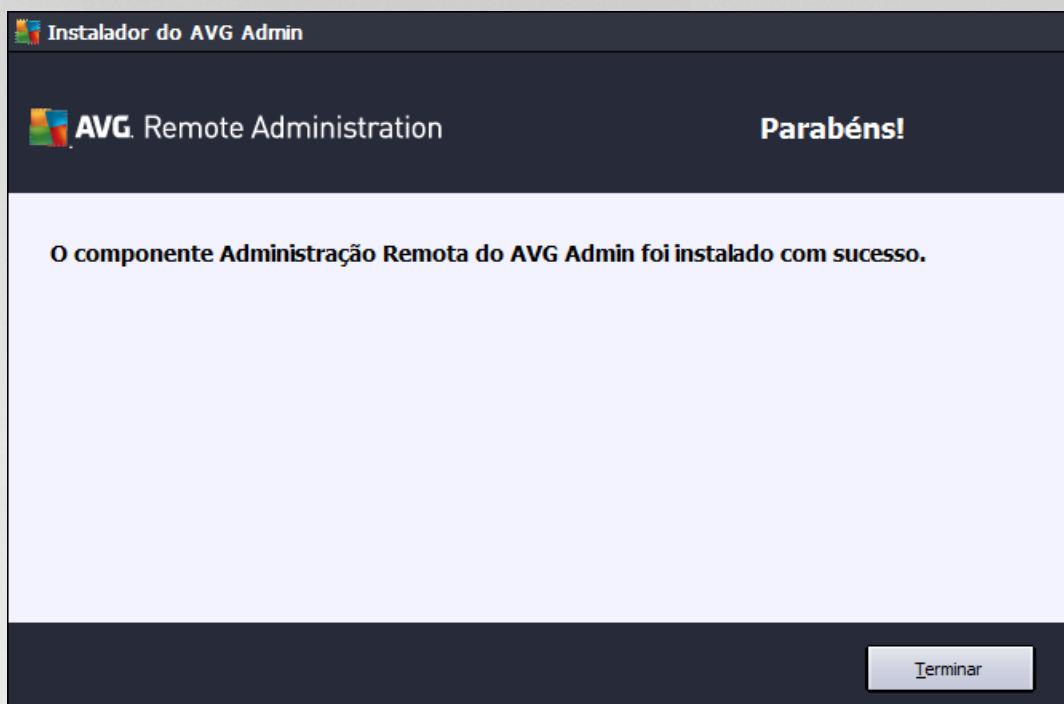 Instalador do AVG Admin
AVG. Remote Administration
Parabéns!
O componente Administração Remota do AVG Admin foi instalado com sucesso.
Terminar